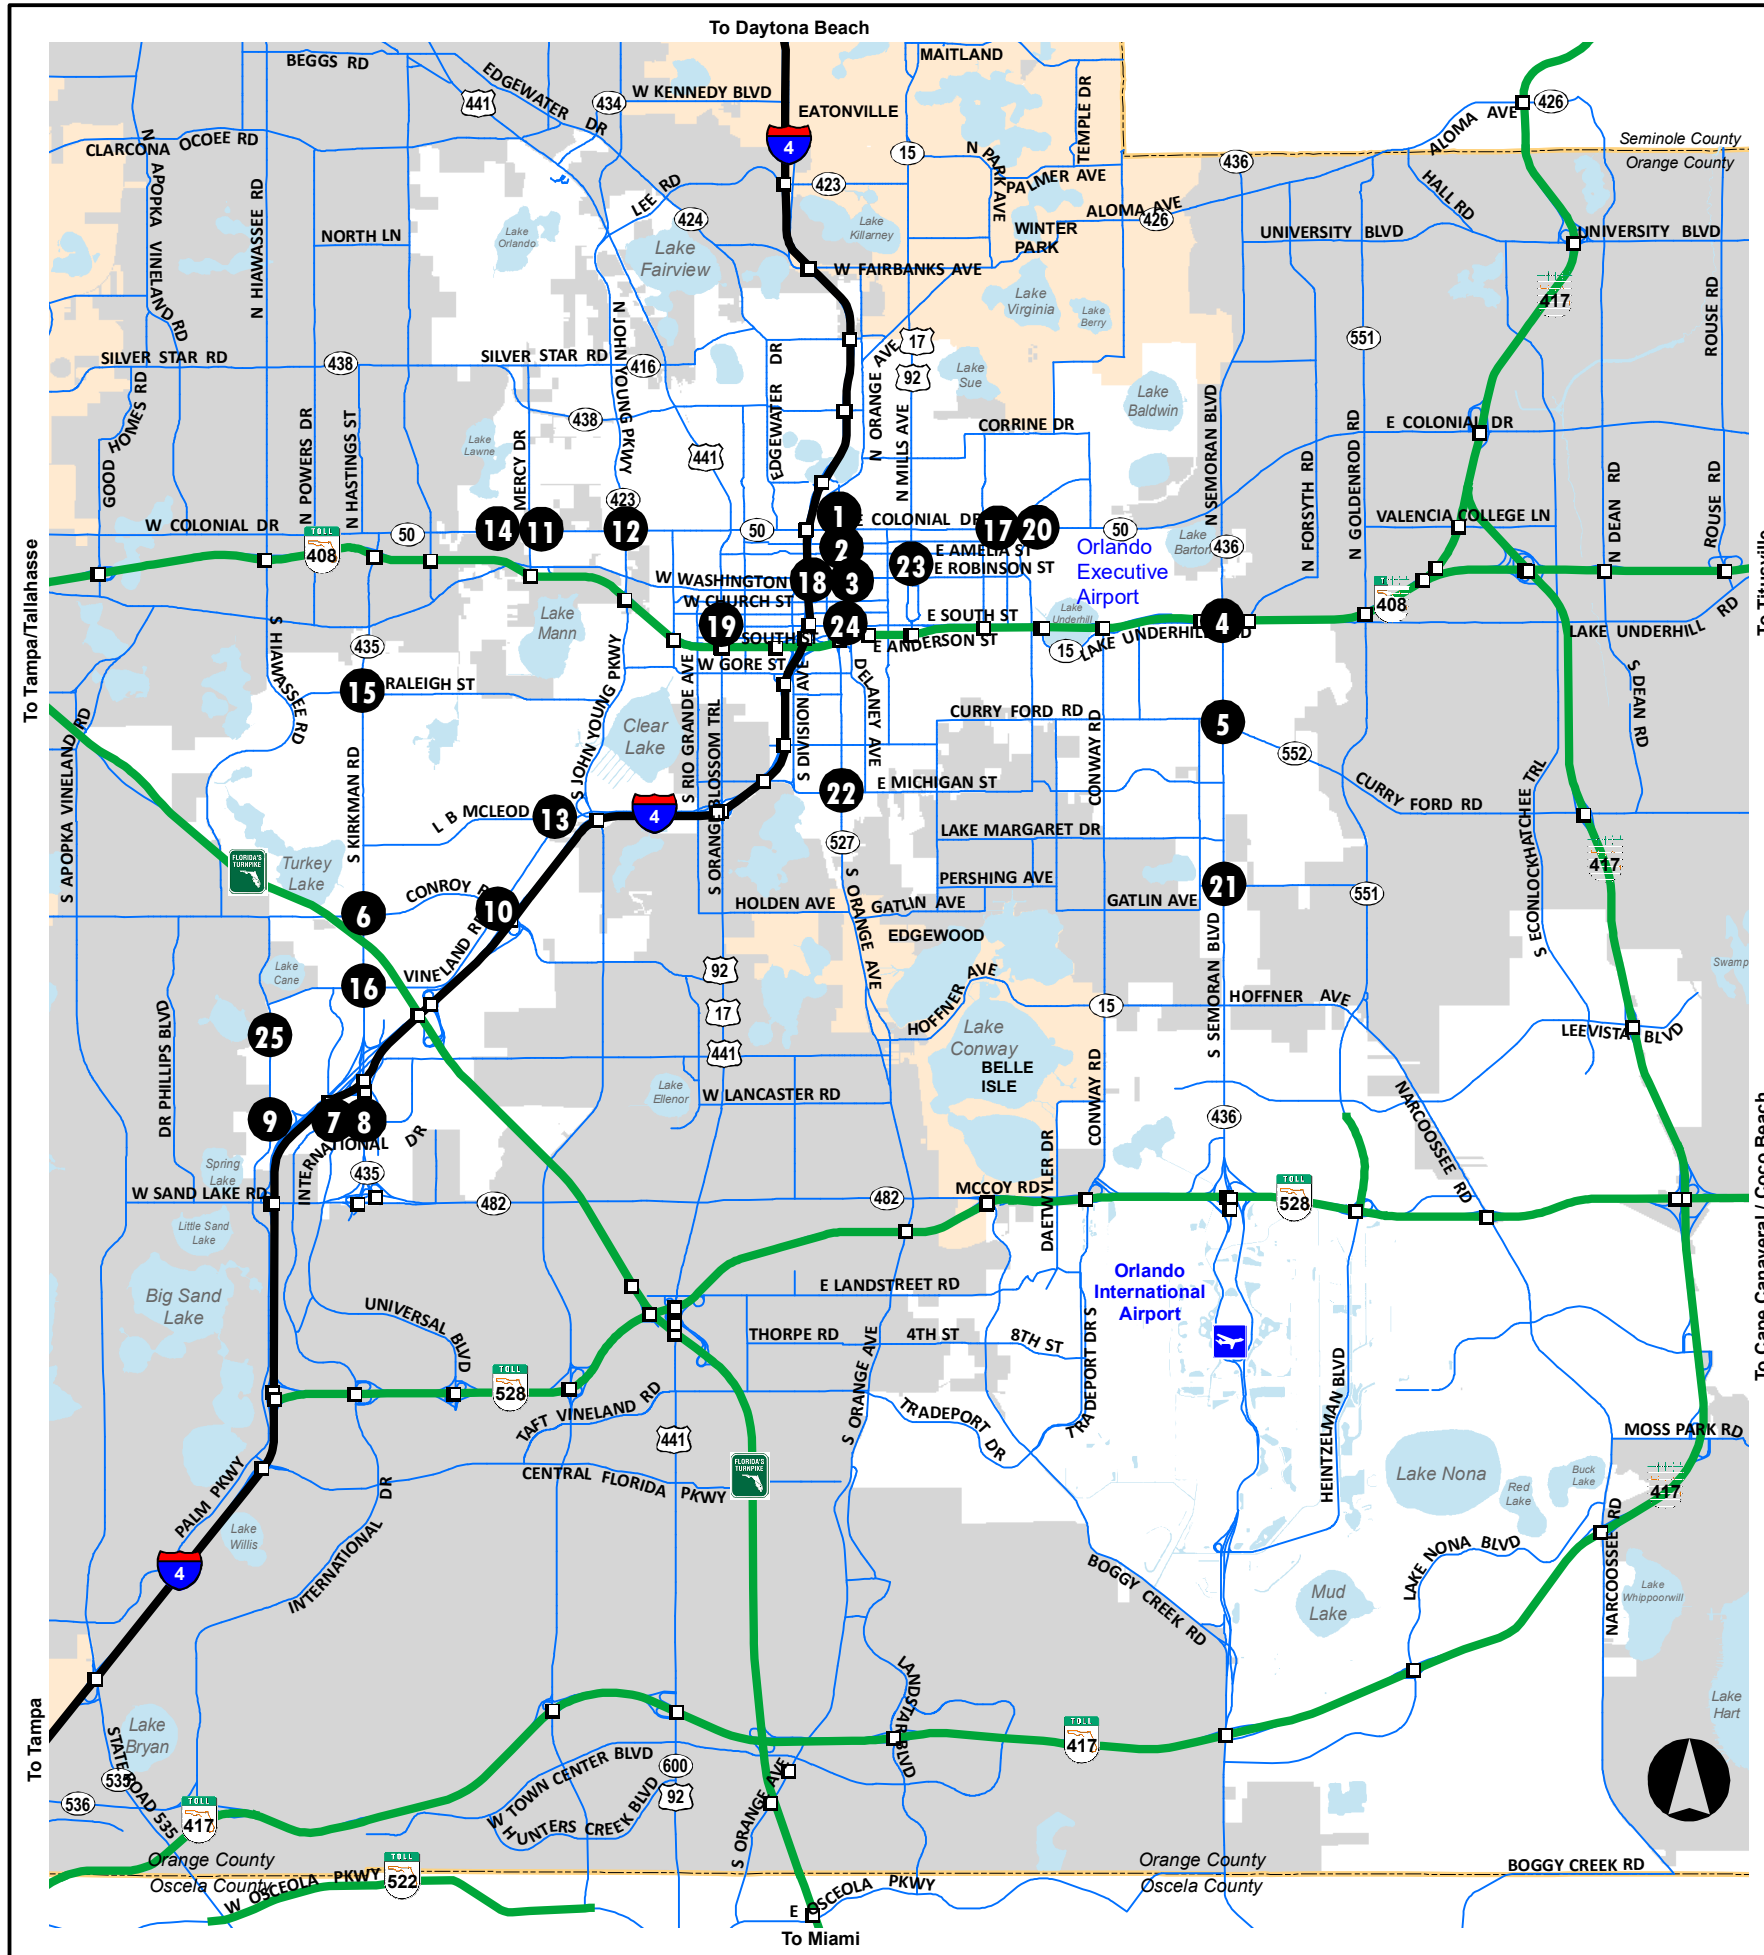 To Daytona Beach
MAITLAND
BEGGS RD
EDGEWATER DR
441
434
W KENNEDY BLVD
EATONVILLE
TEMPLE DR
426
ALOMA AVE
Seminole County
Orange County
CLARCONA OCOEE RD
N APOPKA VINELAND RD
4
15
N PARK AVE
PALMER AVE
436
HALL RD
N HIAWASSEE RD
LEE RD
423
424
ALOMA AVE
426
NORTH LN
Lake
Orlando
Lake
Fairview
Lake
Killarney
WINTER
PARK
UNIVERSITY BLVD
UNIVERSITY BLVD
W FAIRBANKS AVE
Lake
Virginia
Lake
Berry
417
ROUSE RD
N JOHN YOUNG PKWY
17
92
551
SILVER STAR RD
438
SILVER STAR RD
416
EDGEWATER DR
N ORANGE AVE
Lake
Sue
Lake
Baldwin
N SEMORAN BLVD
GOOD HOMES RD
N POWERS DR
N HASTINGS ST
438
Lake
Lawne
MERCY DR
441
N MILLS AVE
CORRINE DR
E COLONIAL DR
N GOLDENROD RD
N FORSYTH RD
N DEAN RD
ROUSE RD
423
W COLONIAL DR
TOLL
408
50
14
11
12
50
1
E COLONIAL DR
17
20
50
VALENCIA COLLEGE LN
2
E AMELIA ST
Orlando
Executive
Airport
Lake
Barton
436
To Tampa/Tallahasse
W WASHINGTON
18
3
23
E ROBINSON ST
To Titusville
W CHURCH ST
Lake
Mann
19
SOUTH ST
24
E SOUTH ST
E ANDERSON ST
Lake
Underhill
15
LAKE UNDERHILL RD
4
408
LAKE UNDERHILL RD
S HIAWASSEE RD
435
W GORE ST
15
RALEIGH ST
S JOHN YOUNG PKWY
S RIO GRANDE AVE
S ORANGE BLOSSOM TRL
S DIVISION AVE
DELANEY AVE
CURRY FORD RD
CONWAY RD
5
552
CURRY FORD RD
S DEAN RD
S ECONLOCKHATCHEE TRL
S APOPKA VINELAND RD
Clear
Lake
S KIRKMAN RD
22
E MICHIGAN ST
L B MCLEOD
13
4
527
LAKE MARGARET DR
FLORIDA'S
TURNPIKE
Turkey
Lake
417
CONROY R
6
10
PERSHING AVE
21
HOLDEN AVE
GATLIN AVE
GATLIN AVE
551
S ORANGE AVE
EDGEWOOD
Lake
Cane
16
VINELAND R
92
HOFFNER AVE
15
S SEMORAN BLVD
HOFFNER AVE
Swamp
DR PHILLIPS BLVD
17
25
441
Lake
Conway
BELLE
ISLE
LEEVISTA BLVD
Lake
Ellenor
W LANCASTER RD
CONWAY RD
NARCOOSSEE RD
9
7
8
INTERNATIONAL DR
436
DAETWYLER DR
Spring
Lake
435
W SAND LAKE RD
482
482
MCCOY RD
TOLL
528
Little Sand
Lake
To Cape Canaveral / Coco Beach
Big Sand
Lake
Orlando
International
Airport
E LANDSTREET RD
UNIVERSAL BLVD
THORPE RD
4TH ST
8TH ST
TRADEPORT DR S
TOLL
528
TAFT VINELAND RD
S ORANGE AVE
TRADEPORT DR
HEINTZELMAN BLVD
441
MOSS PARK RD
PALM PKWY
CENTRAL FLORIDA PKWY
FLORIDA'S
TURNPIKE
Lake Nona
Buck
Lake
Red
Lake
417
INTERNATIONAL DR
Lake
Willis
4
BOGGY CREEK RD
LAKE NONA BLVD
NARCOOSSEE RD
Mud
Lake
Lake
Whippoorwill
LANDSTAR BLVD
To Tampa
Lake
Bryan
Lake
Hart
TOLL
417
STATE ROAD 535
535
536
W TOWN CENTER BLVD
600
92
HUNTERS CREEK BLVD
S ORANGE AVE
TOLL
417
Orange County
Oscela County
TOLL
522
W OSCEOLA PKWY
Orange County
Oscela County
BOGGY CREEK RD
E OSCEOLA PKWY
To Miami